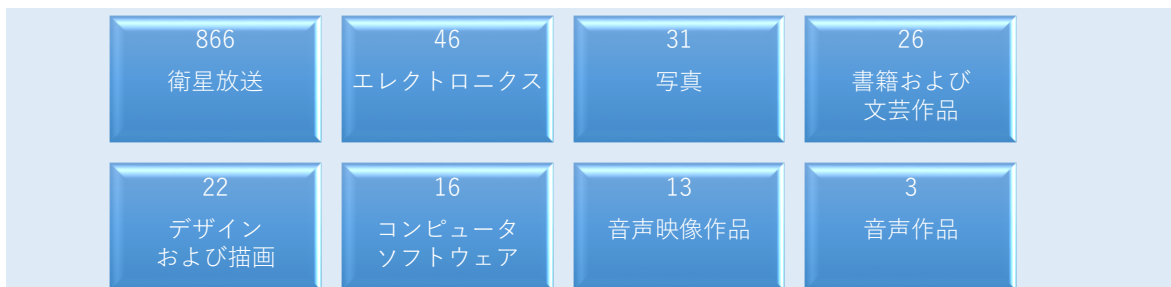 866
衛星放送
46
エレクトロニクス
31
写真
26
書籍および
文芸作品
22
デザイン
および描画
16
コンピュータ
ソフトウェア
13
音声映像作品
3
音声作品